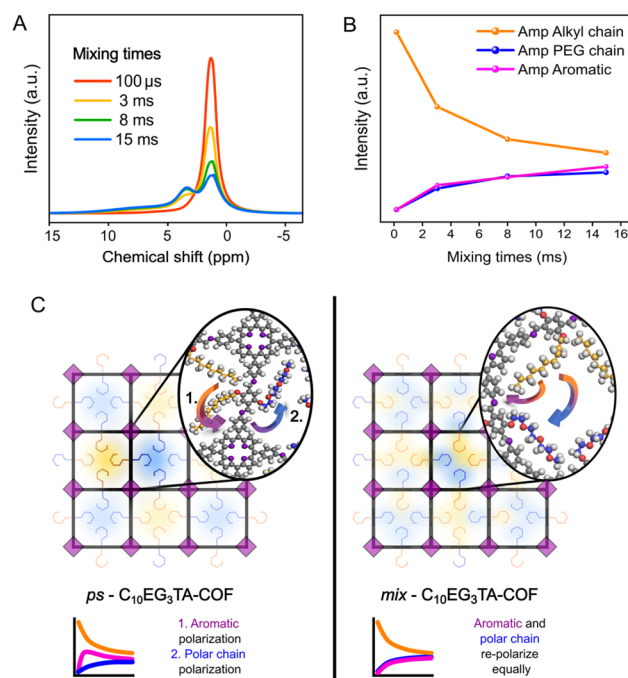 A
Mixing times
100 µs
3 ms
8 ms
15 ms
Intensity (a.u.)
15 10 5 0 -5
Chemical shift (ppm)
B
Amp Alkyl chain
Amp PEG chain
Amp Aromatic
Intensity (a.u.)
0 2 4 6 8 10 12 14 16
Mixing times (ms)
C
1.
2.
ps - C₁₀EG₃TA-COF
1. Aromatic
polarization
2. Polar chain
polarization
mix - C₁₀EG₃TA-COF
Aromatic and
polar chain
re-polarize
equally